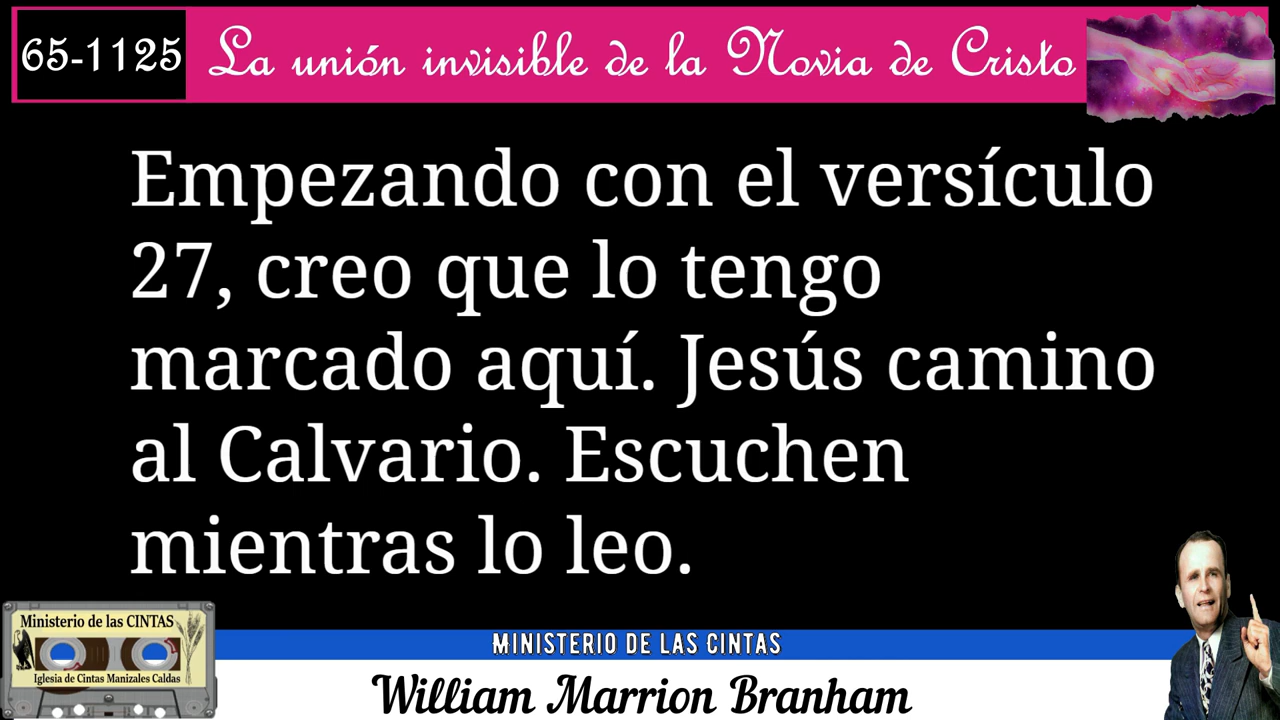 65-1125 La unión invisible de la Novia de Cristo
Empezando con el versículo
27, creo que lo tengo
marcado aquí. Jesús camino
al Calvario. Escuchen
mientras lo leo.
Ministerio de las CINTAS
Iglesia de Cintas Manizales Caldas
MINISTERIO DE LAS CINTAS
William Marrion Branham